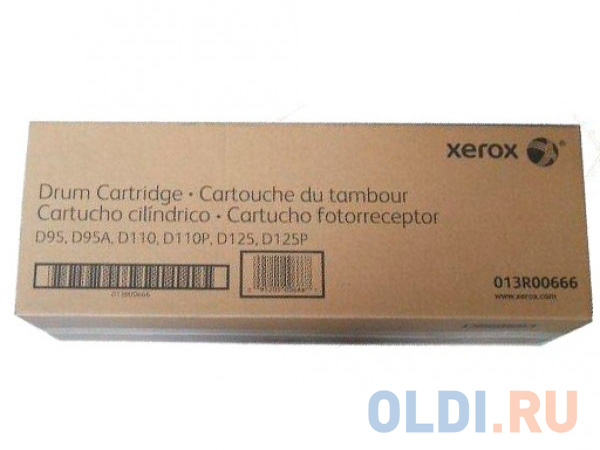 xerox
Drum Cartridge • Cartouche du tambour
Cartucho cilíndrico • Cartucho fotorreceptor
D95, D95A, D110, D110P, D125, D125P
013R00666
013R00666
www.xerox.com
OLDI.RU